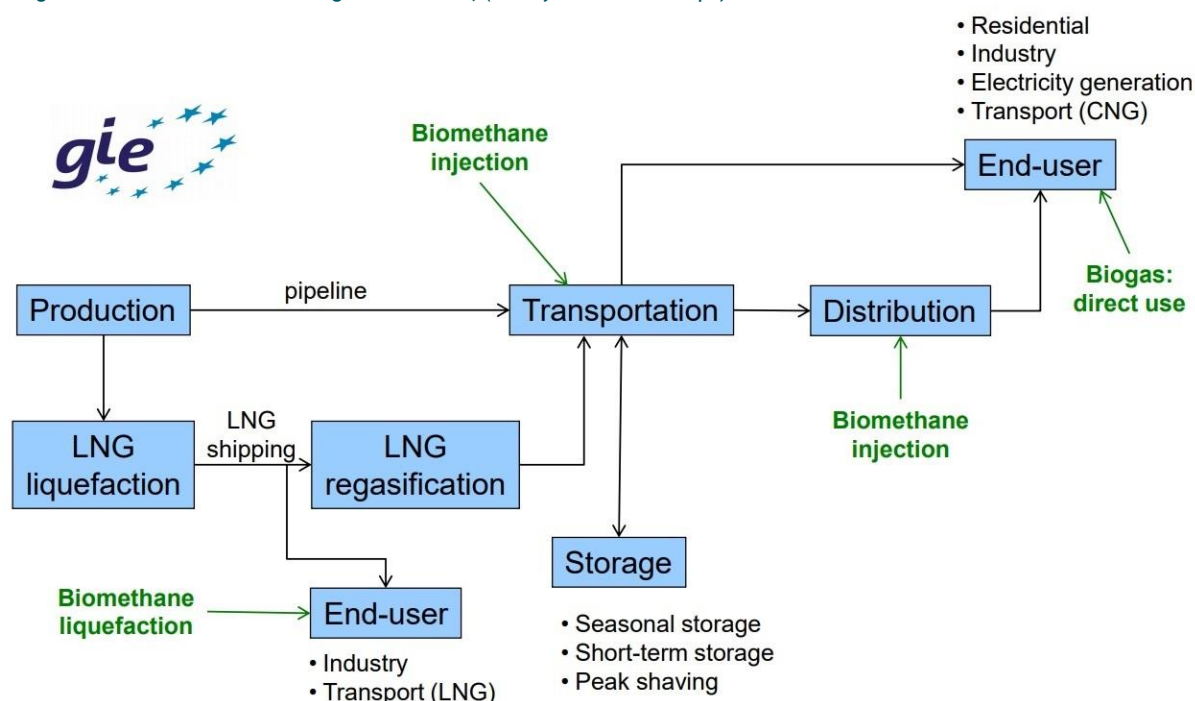 • Residential
• Industry
• Electricity generation
• Transport (CNG)
gie
Biomethane
injection
End-user
Biogas:
direct use
Production
pipeline
Transportation
Distribution
Biomethane
injection
LNG
liquefaction
LNG
shipping
LNG
regasification
Storage
• Seasonal storage
• Short-term storage
• Peak shaving
Biomethane
liquefaction
End-user
• Industry
• Transport (LNG)